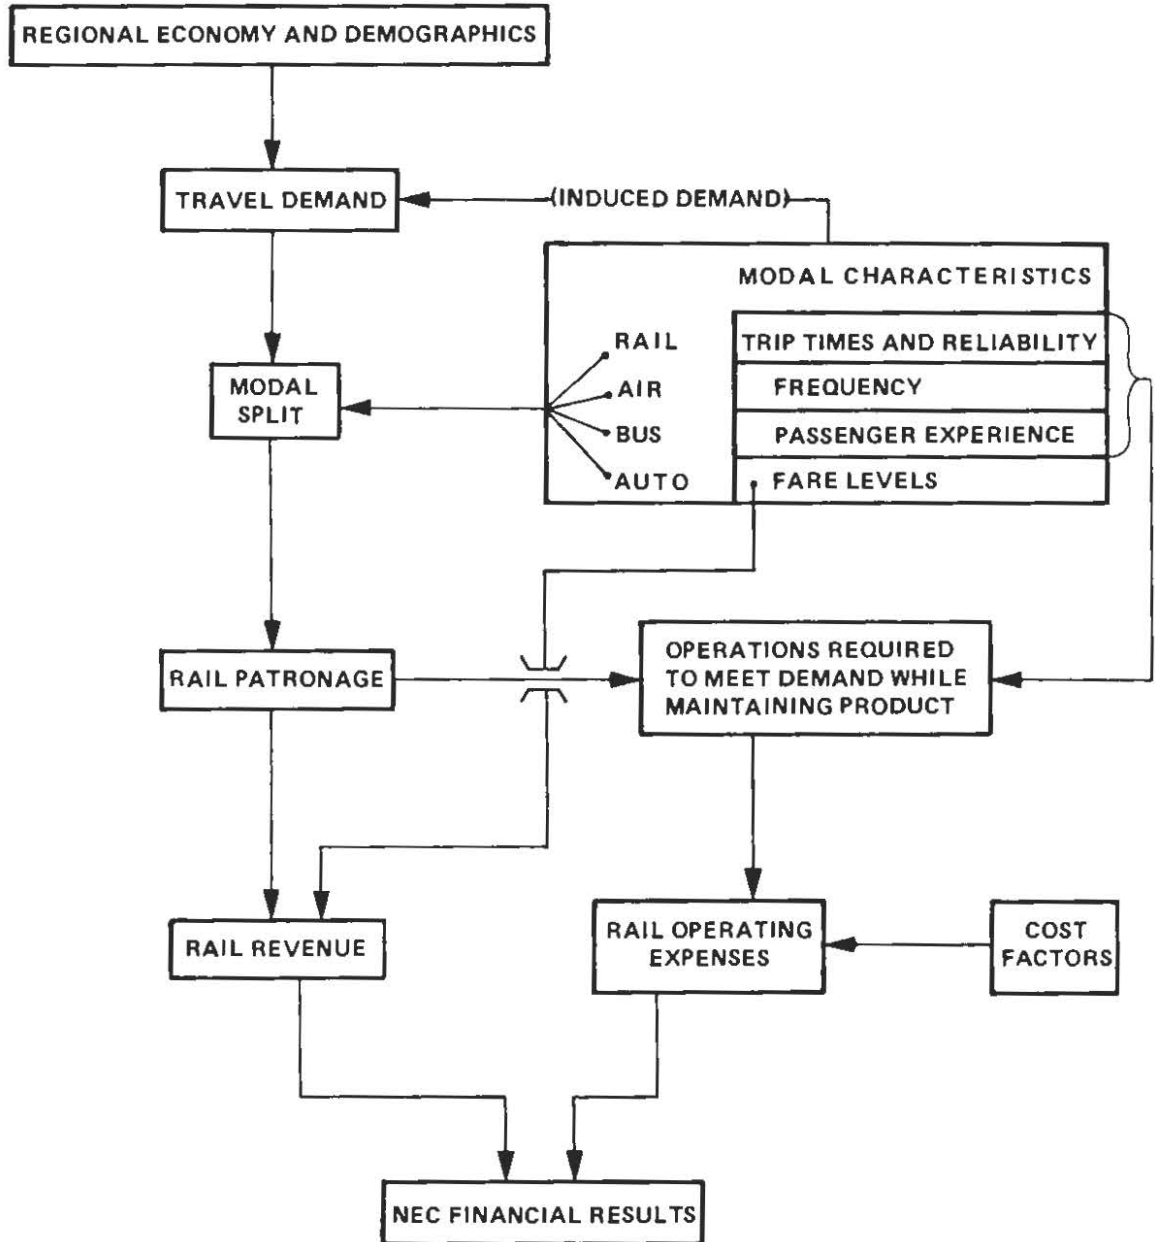 REGIONAL ECONOMY AND DEMOGRAPHICS
TRAVEL DEMAND
(INDUCED DEMAND)
MODAL CHARACTERISTICS
RAIL
AIR
BUS
AUTO
TRIP TIMES AND RELIABILITY
FREQUENCY
PASSENGER EXPERIENCE
FARE LEVELS
MODAL
SPLIT
RAIL PATRONAGE
OPERATIONS REQUIRED
TO MEET DEMAND WHILE
MAINTAINING PRODUCT
RAIL REVENUE
RAIL OPERATING
EXPENSES
COST
FACTORS
NEC FINANCIAL RESULTS